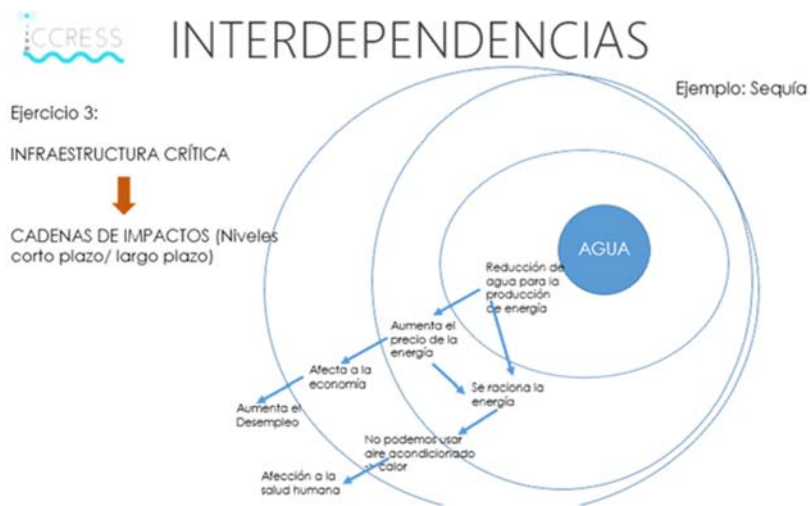 CCRESS
INTERDEPENDENCIAS
Ejemplo: Sequía
Ejercicio 3:
INFRAESTRUCTURA CRÍTICA
CADENAS DE IMPACTOS (Niveles
corto plazo/ largo plazo)
AGUA
Reducción de
agua para la
producción
de energía
Aumenta el
precio de la
energía
Afecta a la
economía
Aumenta el
Desempleo
Se raciona la
energía
No podemos usar
aire acondicionado
calor
Afección a la
salud humana